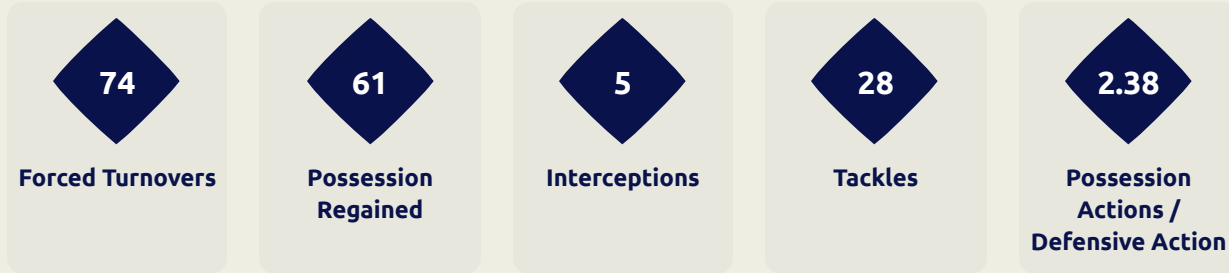 74
Forced Turnovers
61
Possession
Regained
5
Interceptions
28
Tackles
2.38
Possession
Actions /
Defensive Action